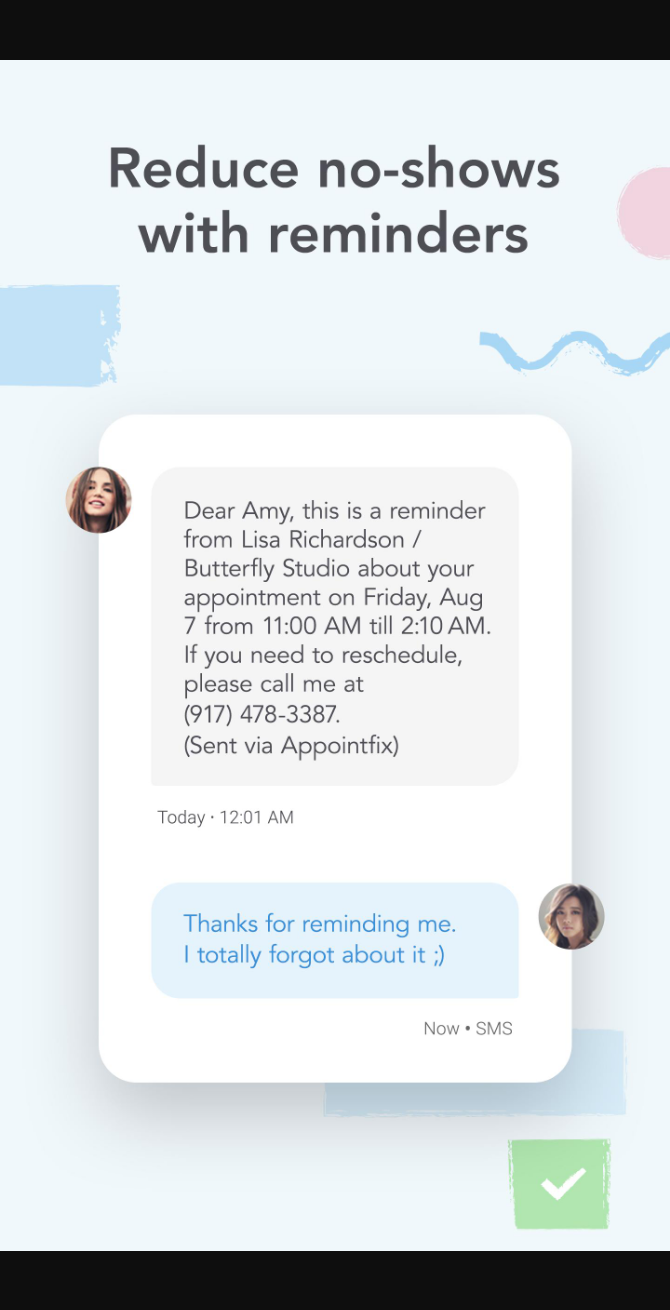 Reduce no-shows
with reminders
Dear Amy, this is a reminder
from Lisa Richardson /
Butterfly Studio about your
appointment on Friday, Aug
7 from 11:00 AM till 2:10 AM.
If you need to reschedule,
please call me at
(917) 478-3387.
(Sent via Appointfix)
Today · 12:01 AM
Thanks for reminding me.
I totally forgot about it ;)
Now • SMS